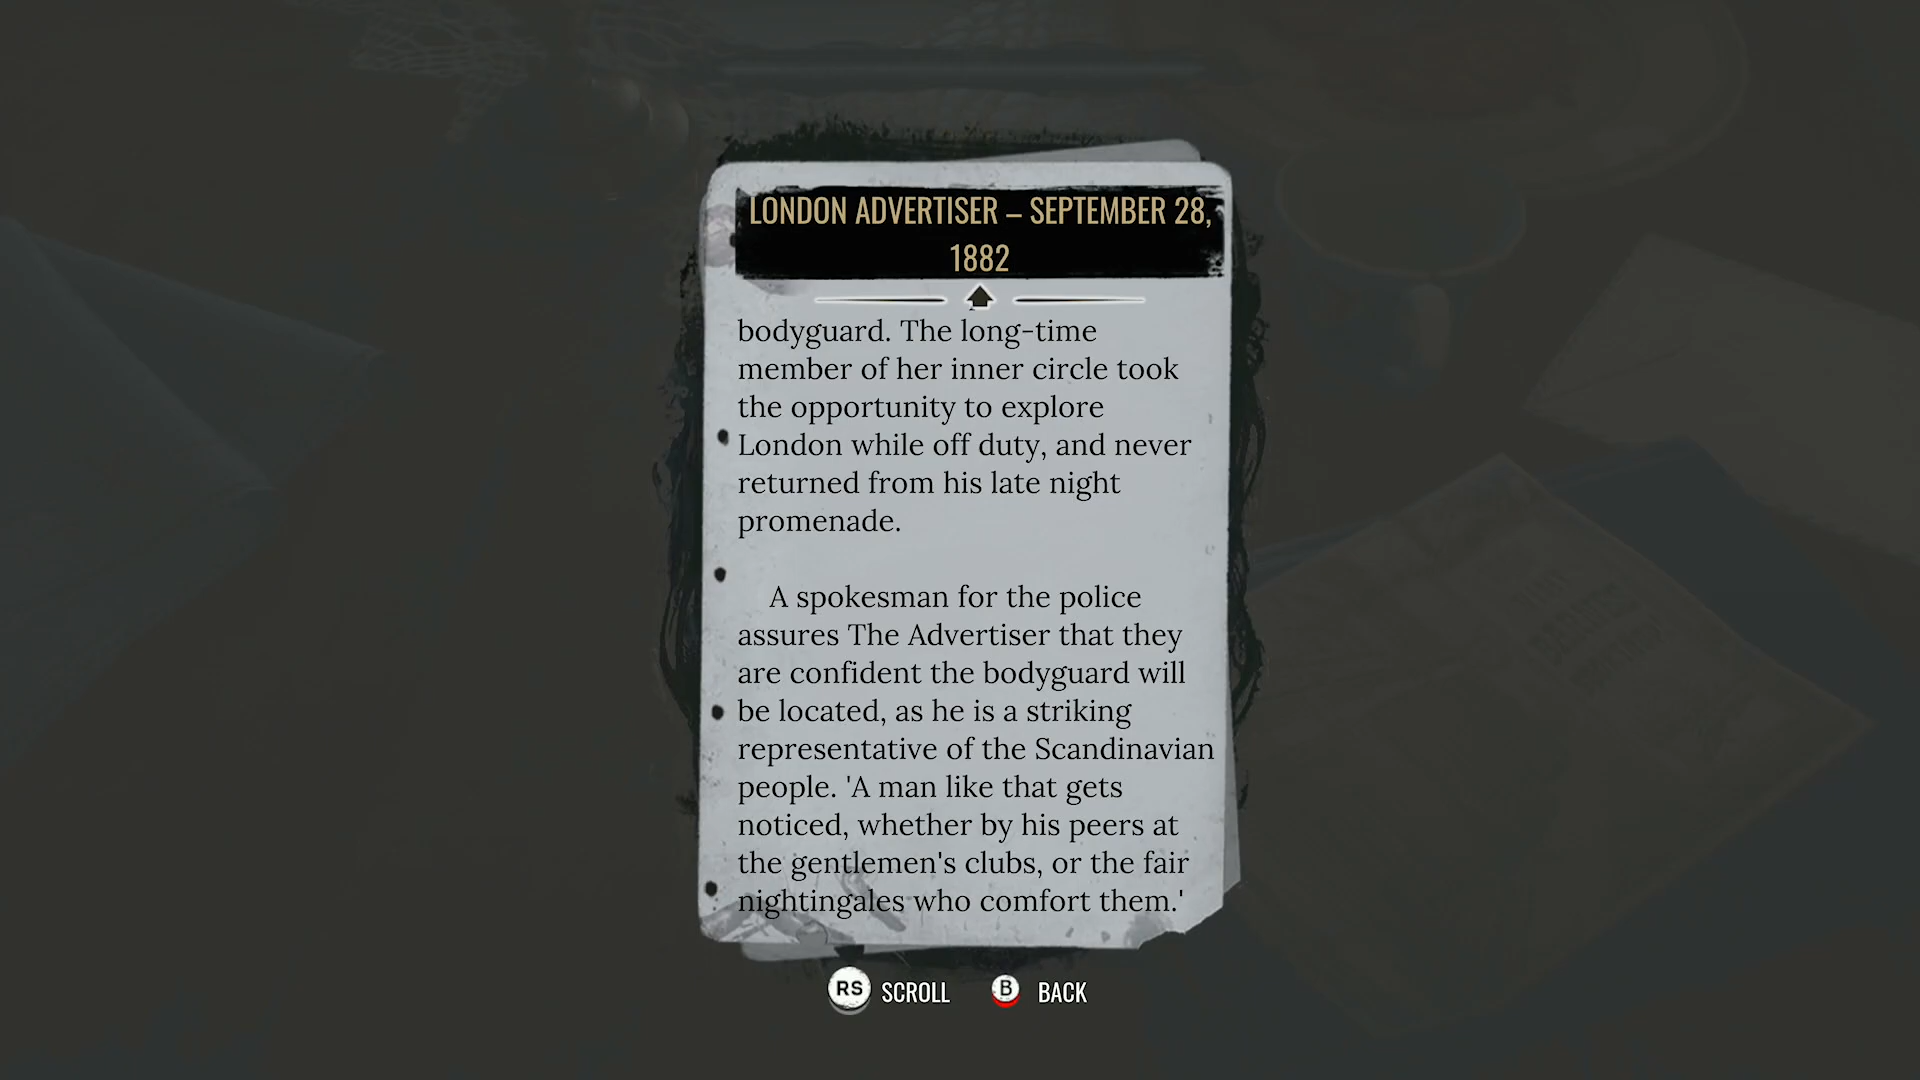 LONDON ADVERTISER – SEPTEMBER 28,
1882
bodyguard. The long-time
member of her inner circle took
the opportunity to explore
London while off duty, and never
returned from his late night
promenade.
A spokesman for the police
assures The Advertiser that they
are confident the bodyguard will
be located, as he is a striking
representative of the Scandinavian
people. 'A man like that gets
noticed, whether by his peers at
the gentlemen's clubs, or the fair
nightingales who comfort them.'
RS SCROLL B BACK